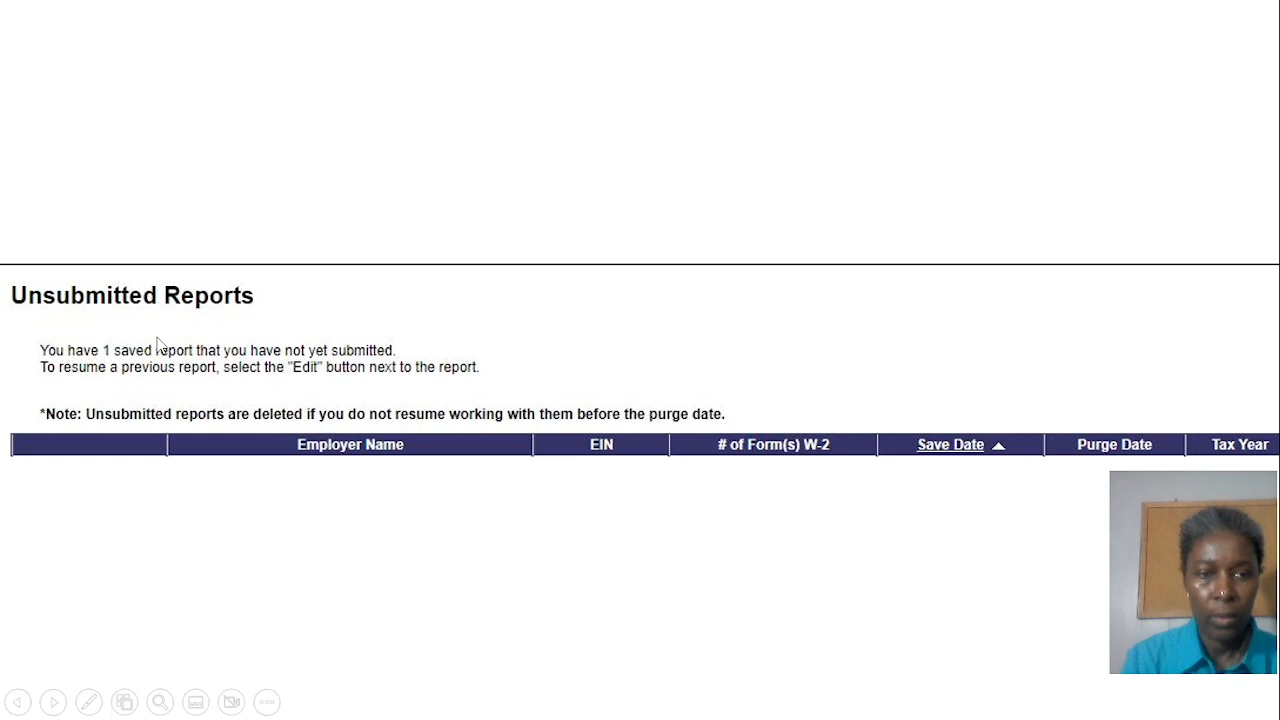 Unsubmitted Reports
You have 1 saved report that you have not yet submitted.
To resume a previous report, select the "Edit" button next to the report.
*Note: Unsubmitted reports are deleted if you do not resume working with them before the purge date.
Employer Name EIN # of Form(s) W-2 Save Date Purge Date Tax Year